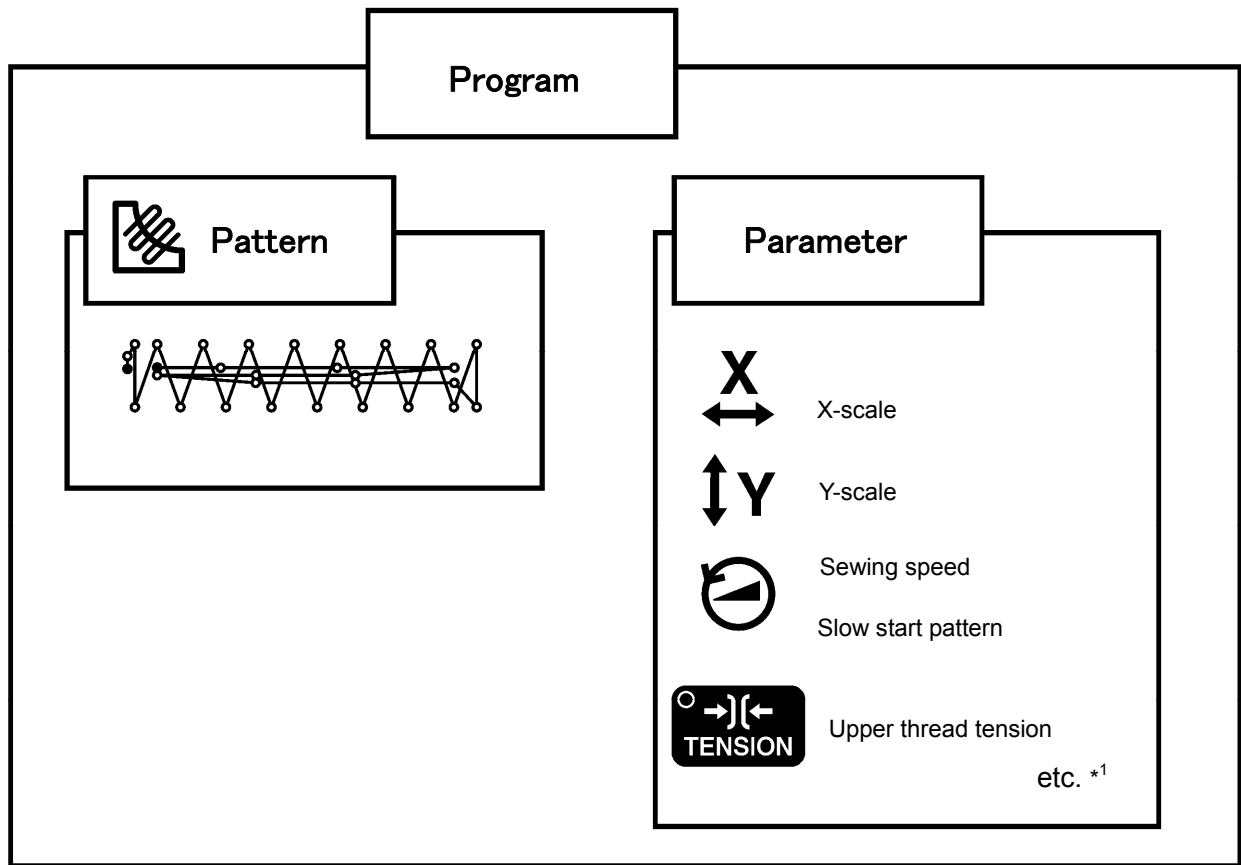 Program
Pattern
Parameter
X
X-scale
Y
Y-scale
Sewing speed
Slow start pattern
TENSION
Upper thread tension
etc. *1